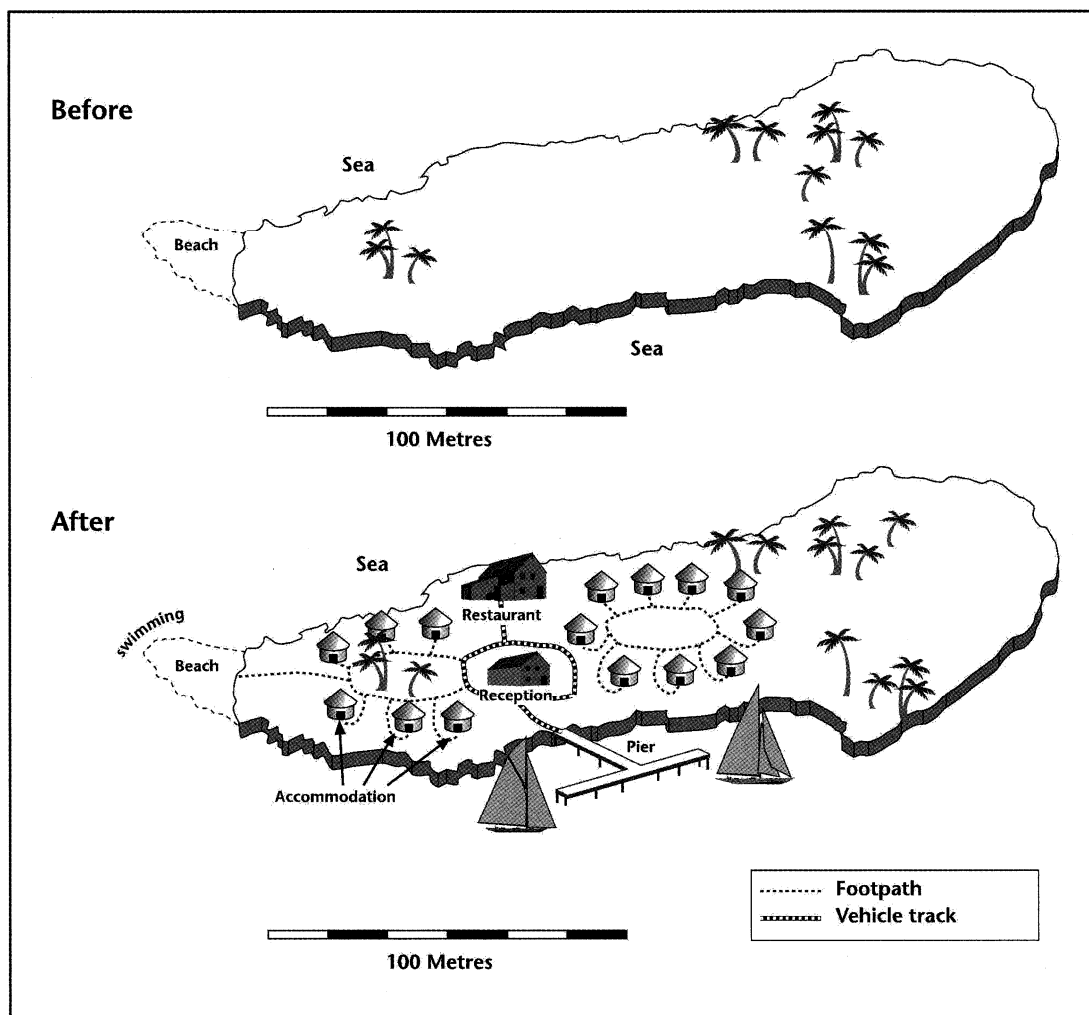 Before
Sea
Beach
Sea
100 Metres
After
Sea
Restaurant
swimming
Beach
Reception
Pier
Accommodation
Footpath
Vehicle track
100 Metres